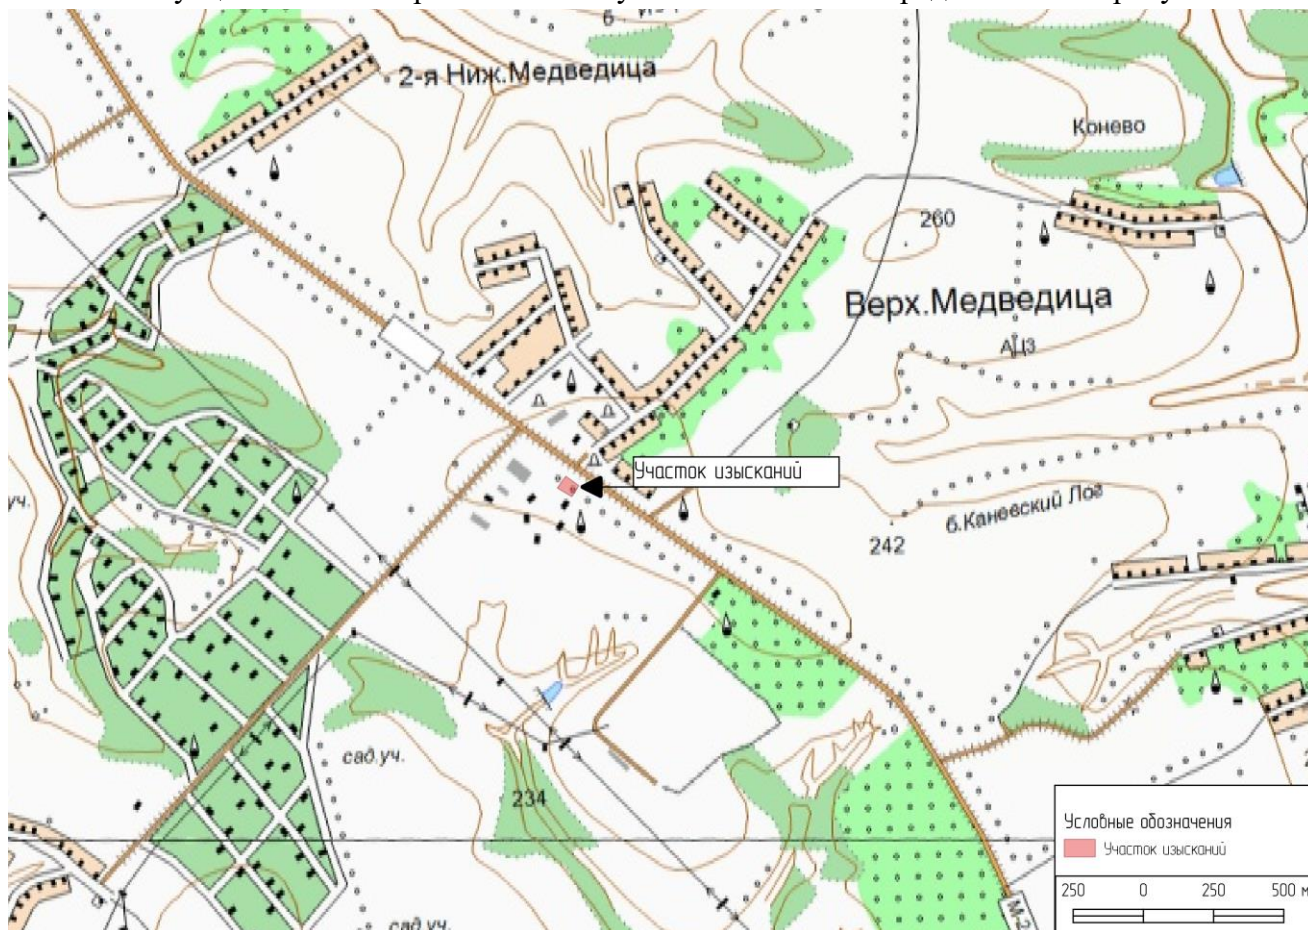 2-я Ниж.Медведица
Конево
260
Верх.Медведица
АЦЗ
Участок изысканий
уч.
б.Каневский Лог
242
сад.уч.
234
Условные обозначения
Участок изысканий
250 0 250 500 м
М-2
сад.уч.